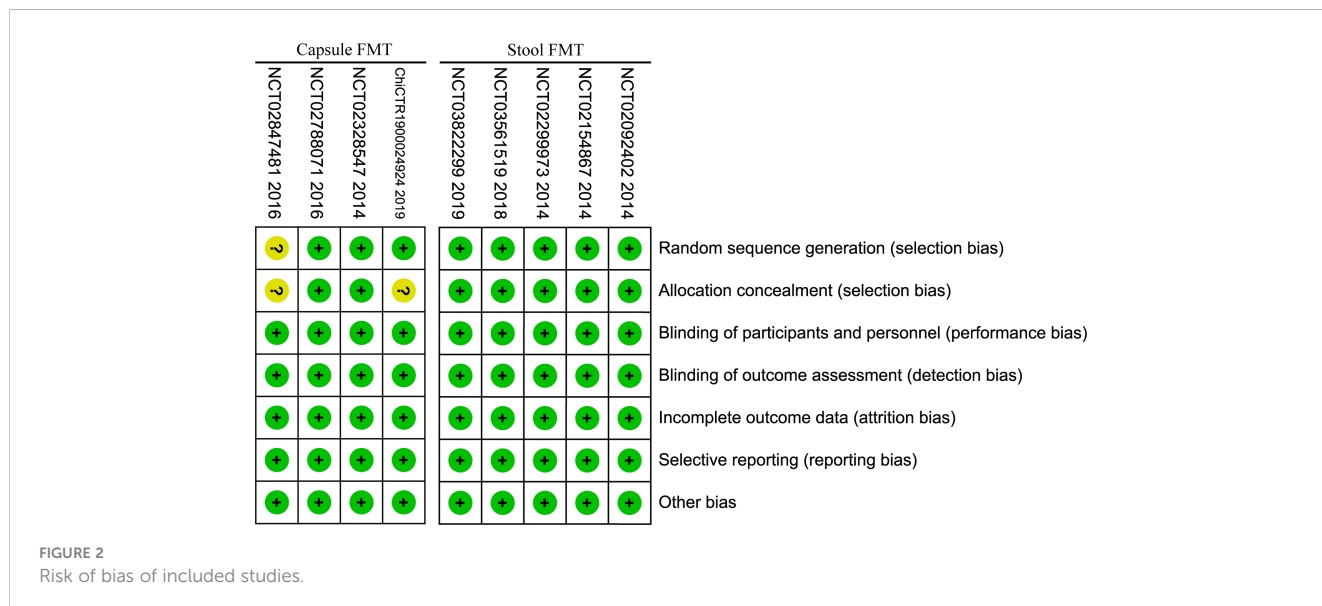 Capsule FMT
Stool FMT
NCT02847481 2016
NCT02788071 2016
NCT02328547 2014
ChiCTR1900024924 2019
NCT03822299 2019
NCT03561519 2018
NCT02299973 2014
NCT02154867 2014
NCT02092402 2014
? + + + + + + + + Random sequence generation (selection bias)
? + + ? + + + + + Allocation concealment (selection bias)
+ + + + + + + + + Blinding of participants and personnel (performance bias)
+ + + + + + + + + Blinding of outcome assessment (detection bias)
+ + + + + + + + + Incomplete outcome data (attrition bias)
+ + + + + + + + + Selective reporting (reporting bias)
+ + + + + + + + + Other bias
FIGURE 2
Risk of bias of included studies.